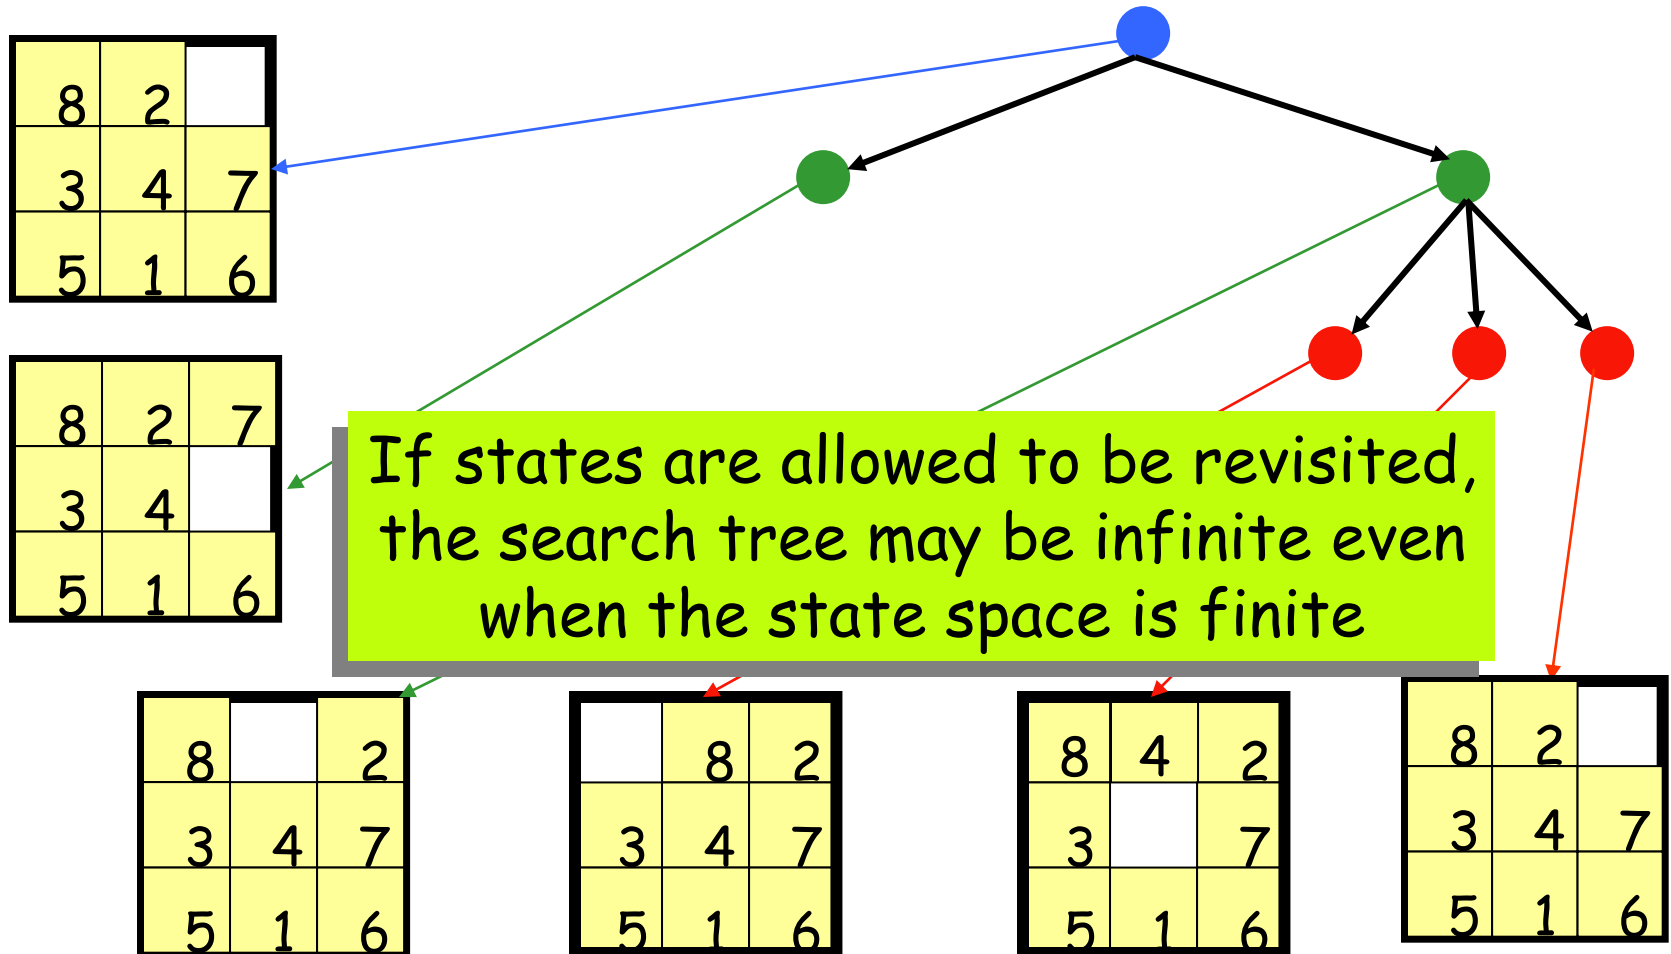 8 2
3 4 7
5 1 6
8 2 7
3 4
5 1 6
If states are allowed to be revisited,
the search tree may be infinite even
when the state space is finite
8 2
3 4 7
5 1 6
8 2
3 4 7
5 1 6
8 4 2
3 7
5 1 6
8 2
3 4 7
5 1 6